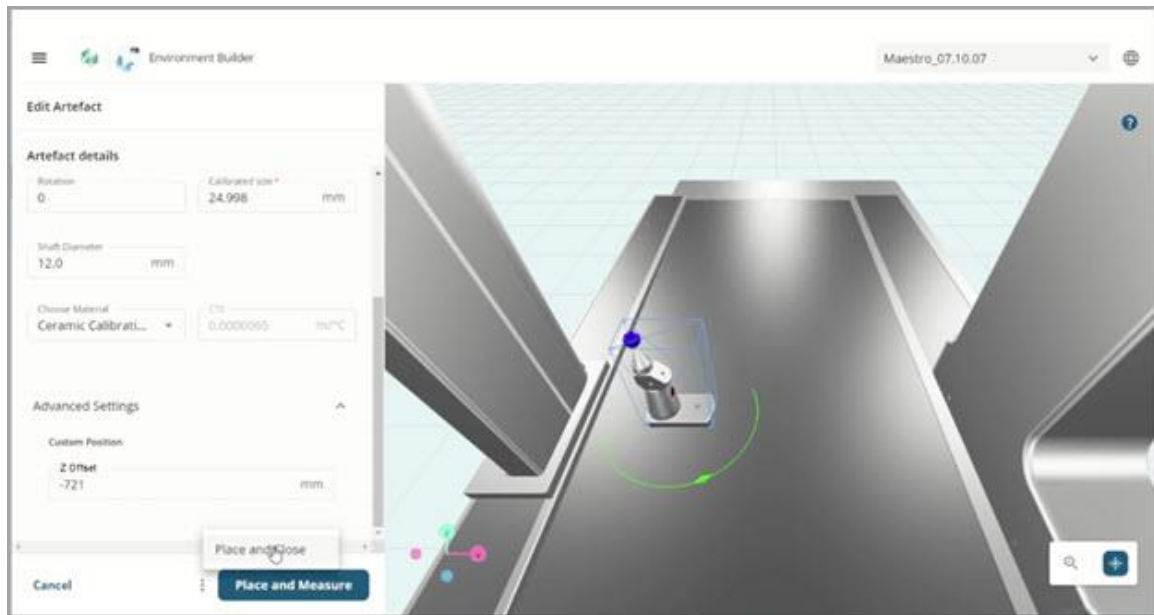 Environment Builder
Maestro_07.10.07
Edit Artefact
Artefact details
Rotation
0
Calibrated size *
24.998 mm
Shaft Diameter
12.0 mm
Choose Material
Ceramic Calibrati...
CTE
0.0000065 m/°C
Advanced Settings
Custom Position
Z Offset
-721 mm
Place and Close
Cancel
Place and Measure